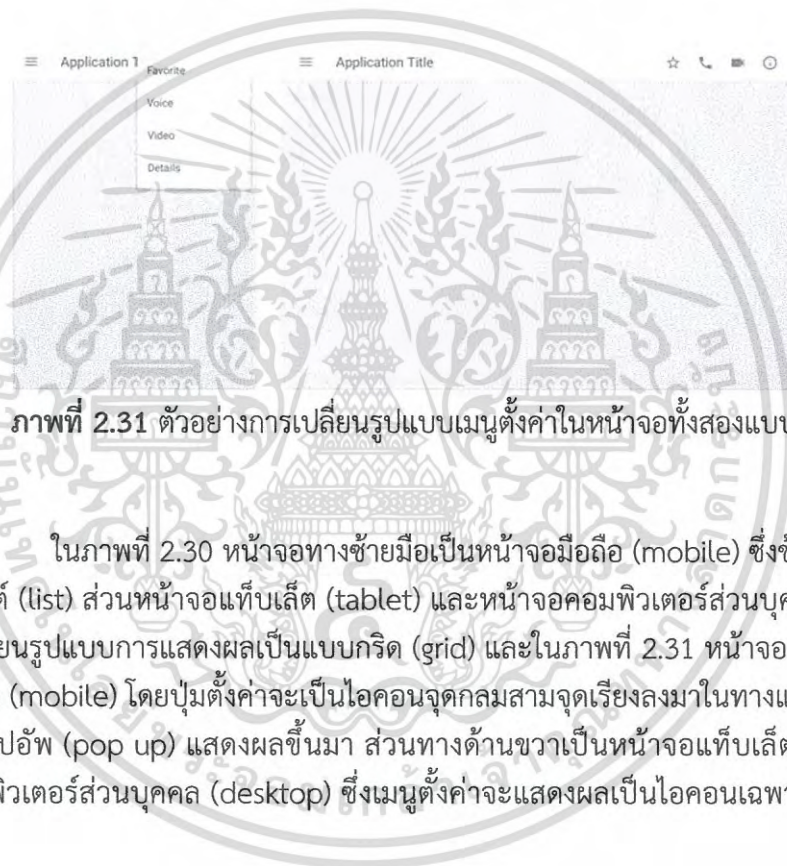 Application T
Favorite
Voice
Video
Details
Application Title
ภาพที่ 2.31 ตัวอย่างการเปลี่ยนรูปแบบเมนูตั้งค่าในหน้าจอทั้งสองแบบ
ในภาพที่ 2.30 หน้าจอทางซ้ายมือเป็นหน้าจอมือถือ (mobile) ซึ่งข้
ต์ (list) ส่วนหน้าจอแท็บเล็ต (tablet) และหน้าจอคอมพิวเตอร์ส่วนบุค
ยนรูปแบบการแสดงผลเป็นแบบกริด (grid) และในภาพที่ 2.31 หน้าจอ
(mobile) โดยปุ่มตั้งค่าจะเป็นไอคอนจุดกลมสามจุดเรียงลงมาในทางแ
ปอัพ (pop up) แสดงผลขึ้นมา ส่วนทางด้านขวาเป็นหน้าจอแท็บเล็ต
พิวเตอร์ส่วนบุคคล (desktop) ซึ่งเมนูตั้งค่าจะแสดงผลเป็นไอคอนเฉพา